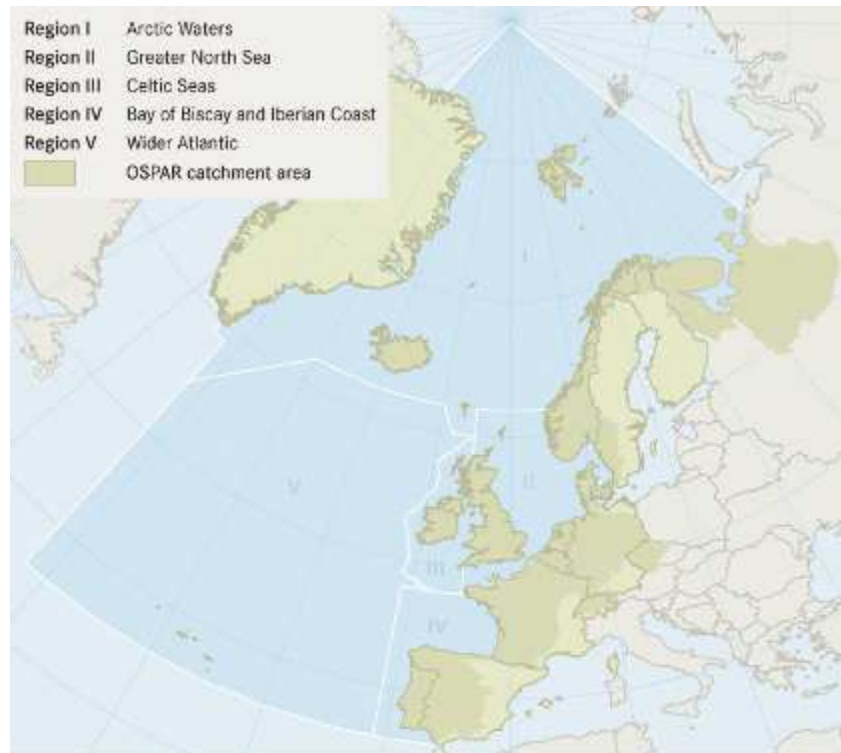 Region I Arctic Waters
Region II Greater North Sea
Region III Celtic Seas
Region IV Bay of Biscay and Iberian Coast
Region V Wider Atlantic
OSPAR catchment area
I
V
II
III
IV